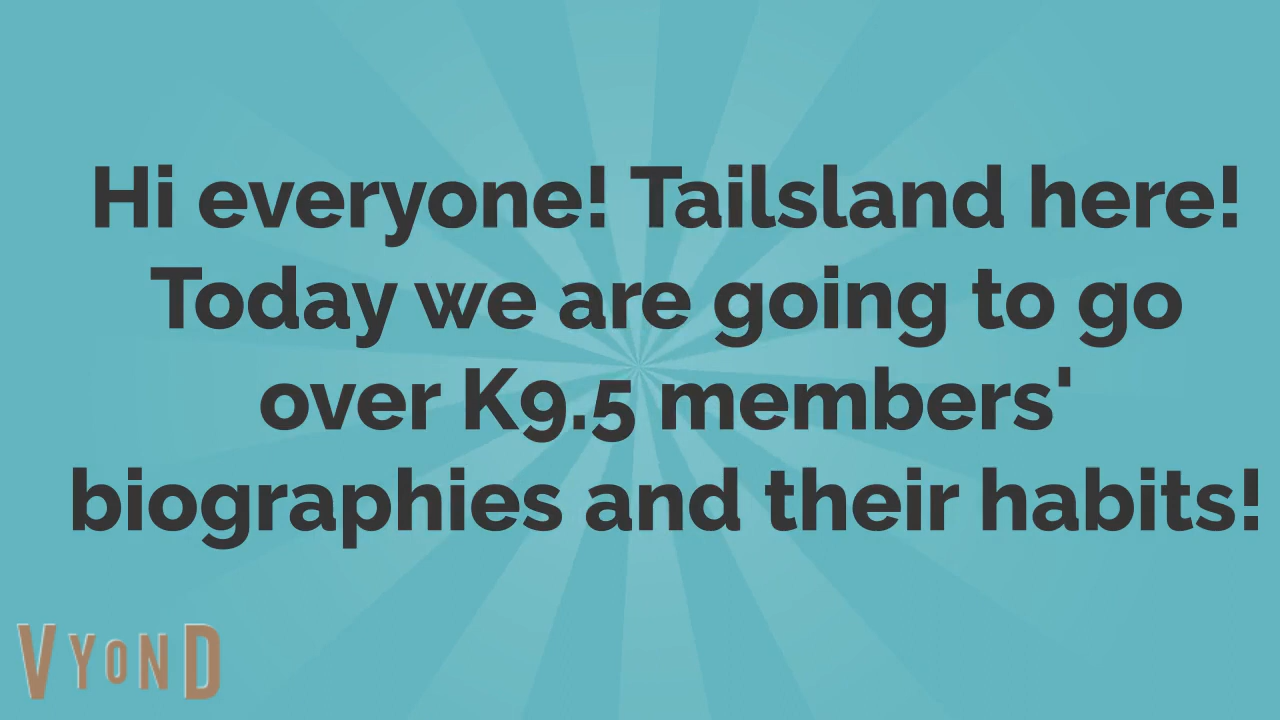 Hi everyone! Tailsland here!
Today we are going to go
over K9.5 members'
biographies and their habits!
VYOND